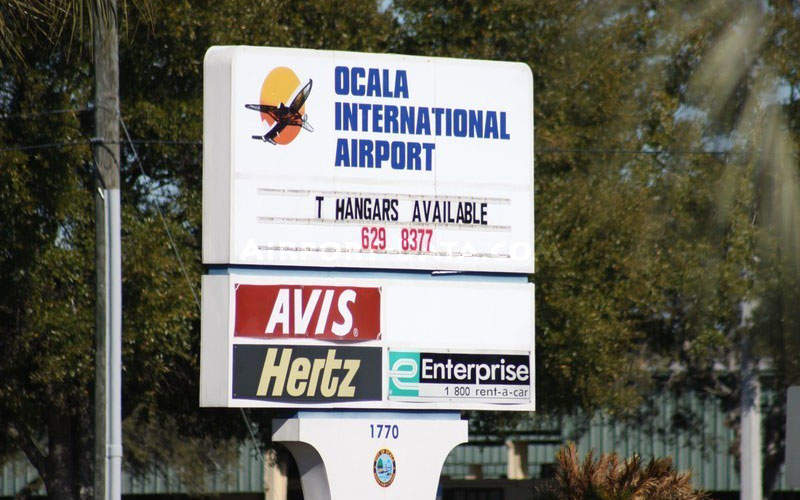 OCALA
INTERNATIONAL
AIRPORT
T HANGARS AVAILABLE
629 8377
AVIS®
Hertz
e Enterprise
1 800 rent-a-car
1770